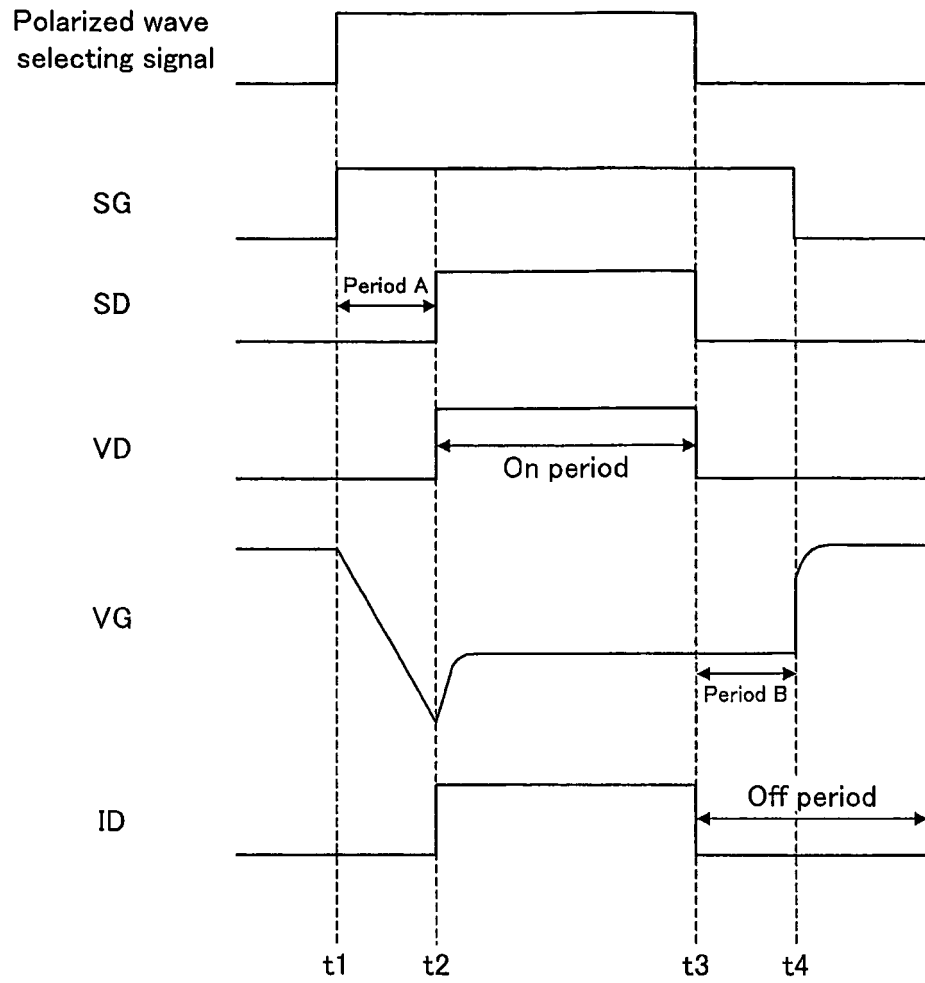 Polarized wave
selecting signal
SG
SD
Period A
VD
On period
VG
Period B
ID
Off period
t1
t2
t3
t4